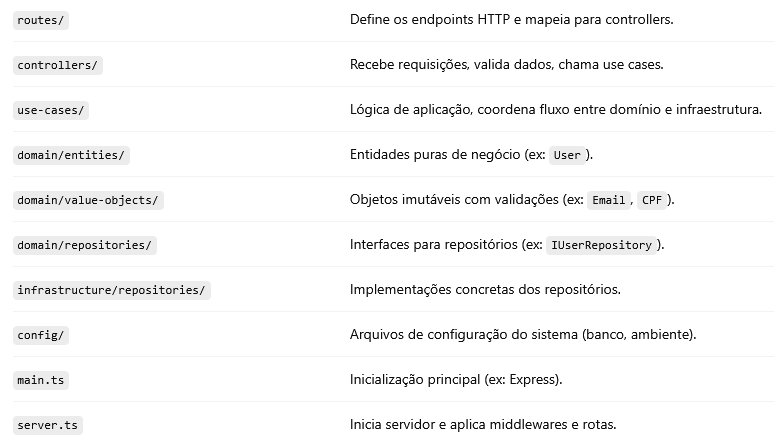 routes/ Define os endpoints HTTP e mapeia para controllers.
controllers/ Recebe requisições, valida dados, chama use cases.
use-cases/ Lógica de aplicação, coordena fluxo entre domínio e infraestrutura.
domain/entities/ Entidades puras de negócio (ex: User ).
domain/value-objects/ Objetos imutáveis com validações (ex: Email , CPF ).
domain/repositories/ Interfaces para repositórios (ex: IUserRepository ).
infrastructure/repositories/ Implementações concretas dos repositórios.
config/ Arquivos de configuração do sistema (banco, ambiente).
main.ts Inicialização principal (ex: Express).
server.ts Inicia servidor e aplica middlewares e rotas.